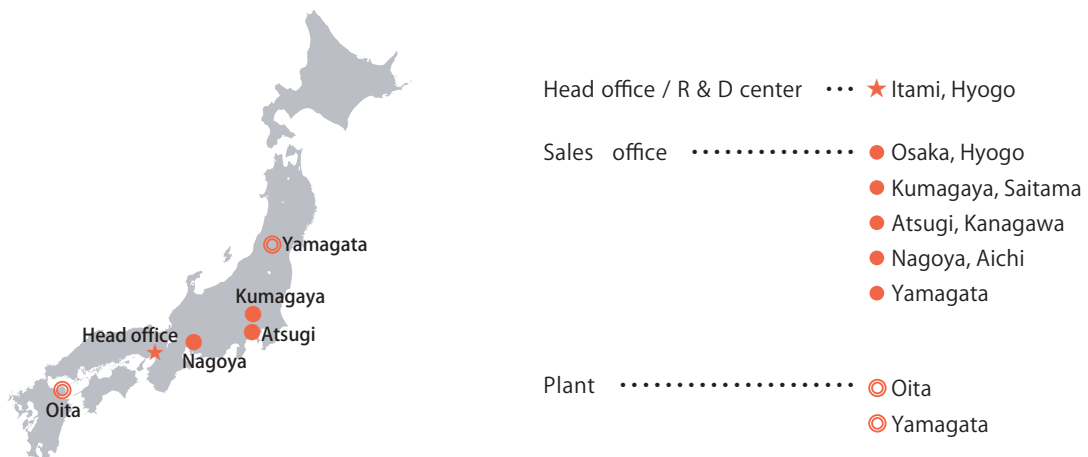 Yamagata
Kumagaya
Atsugi
Head office
Nagoya
Oita
Head office / R & D center ••• ★ Itami, Hyogo
Sales office ••••••••••••••• ● Osaka, Hyogo
● Kumagaya, Saitama
● Atsugi, Kanagawa
● Nagoya, Aichi
● Yamagata
Plant ••••••••••••••••••••• ◎ Oita
◎ Yamagata